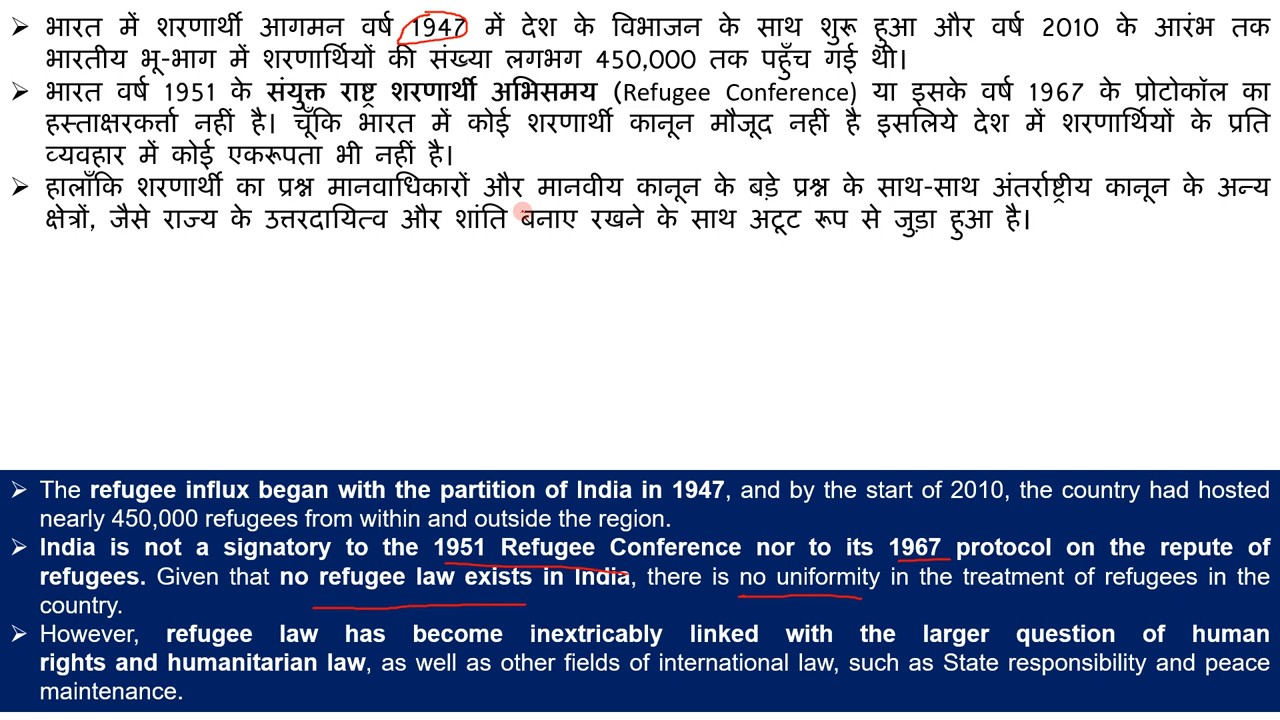 ➢ भारत में शरणार्थी आगमन वर्ष 1947 में देश के विभाजन के साथ शुरू हुआ और वर्ष 2010 के आरंभ तक
भारतीय भू-भाग में शरणार्थियों की संख्या लगभग 450,000 तक पहुँच गई थी।
➢ भारत वर्ष 1951 के संयुक्त राष्ट्र शरणार्थी अभिसमय (Refugee Conference) या इसके वर्ष 1967 के प्रोटोकॉल का
हस्ताक्षरकर्त्ता नहीं है। चूँकि भारत में कोई शरणार्थी कानून मौजूद नहीं है इसलिये देश में शरणार्थियों के प्रति
व्यवहार में कोई एकरूपता भी नहीं है।
➢ हालाँकि शरणार्थी का प्रश्न मानवाधिकारों और मानवीय कानून के बड़े प्रश्न के साथ-साथ अंतर्राष्ट्रीय कानून के अन्य
क्षेत्रों, जैसे राज्य के उत्तरदायित्व और शांति बनाए रखने के साथ अटूट रूप से जुड़ा हुआ है।
➢ The refugee influx began with the partition of India in 1947, and by the start of 2010, the country had hosted
nearly 450,000 refugees from within and outside the region.
➢ India is not a signatory to the 1951 Refugee Conference nor to its 1967 protocol on the repute of
refugees. Given that no refugee law exists in India, there is no uniformity in the treatment of refugees in the
country.
➢ However, refugee law has become inextricably linked with the larger question of human
rights and humanitarian law, as well as other fields of international law, such as State responsibility and peace
maintenance.